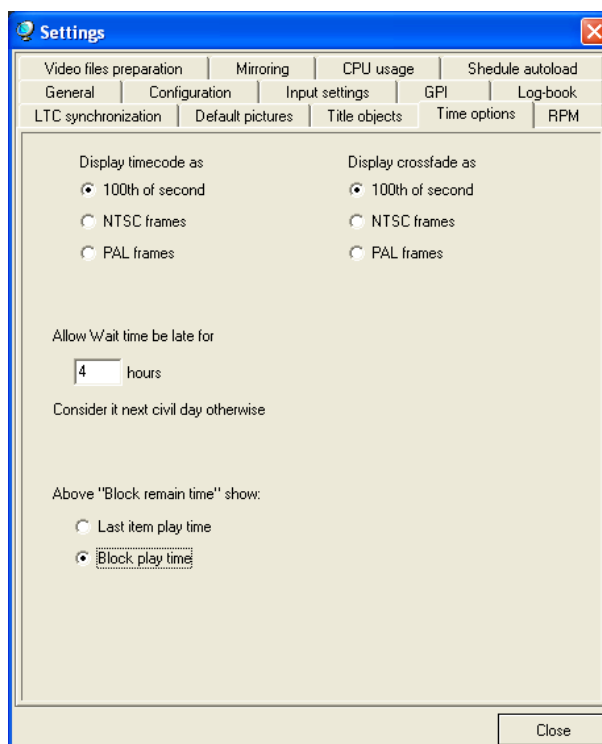 Settings
Video files preparation Mirroring CPU usage Shedule autoload
General Configuration Input settings GPI Log-book
LTC synchronization Default pictures Title objects Time options RPM
Display timecode as Display crossfade as
100th of second 100th of second
NTSC frames NTSC frames
PAL frames PAL frames
Allow Wait time be late for
4 hours
Consider it next civil day otherwise
Above "Block remain time" show:
Last item play time
Block play time
Close